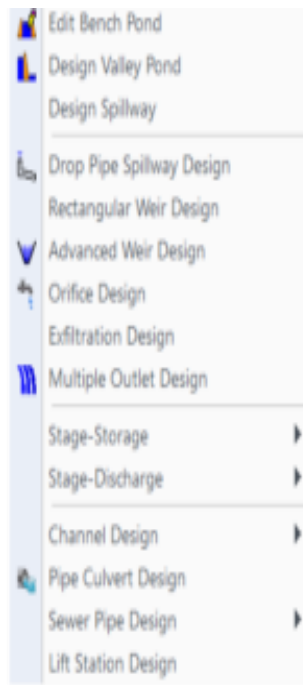 Edit Bench Pond
Design Valley Pond
Design Spillway
Drop Pipe Spillway Design
Rectangular Weir Design
Advanced Weir Design
Orifice Design
Exfiltration Design
Multiple Outlet Design
Stage-Storage
Stage-Discharge
Channel Design
Pipe Culvert Design
Sewer Pipe Design
Lift Station Design